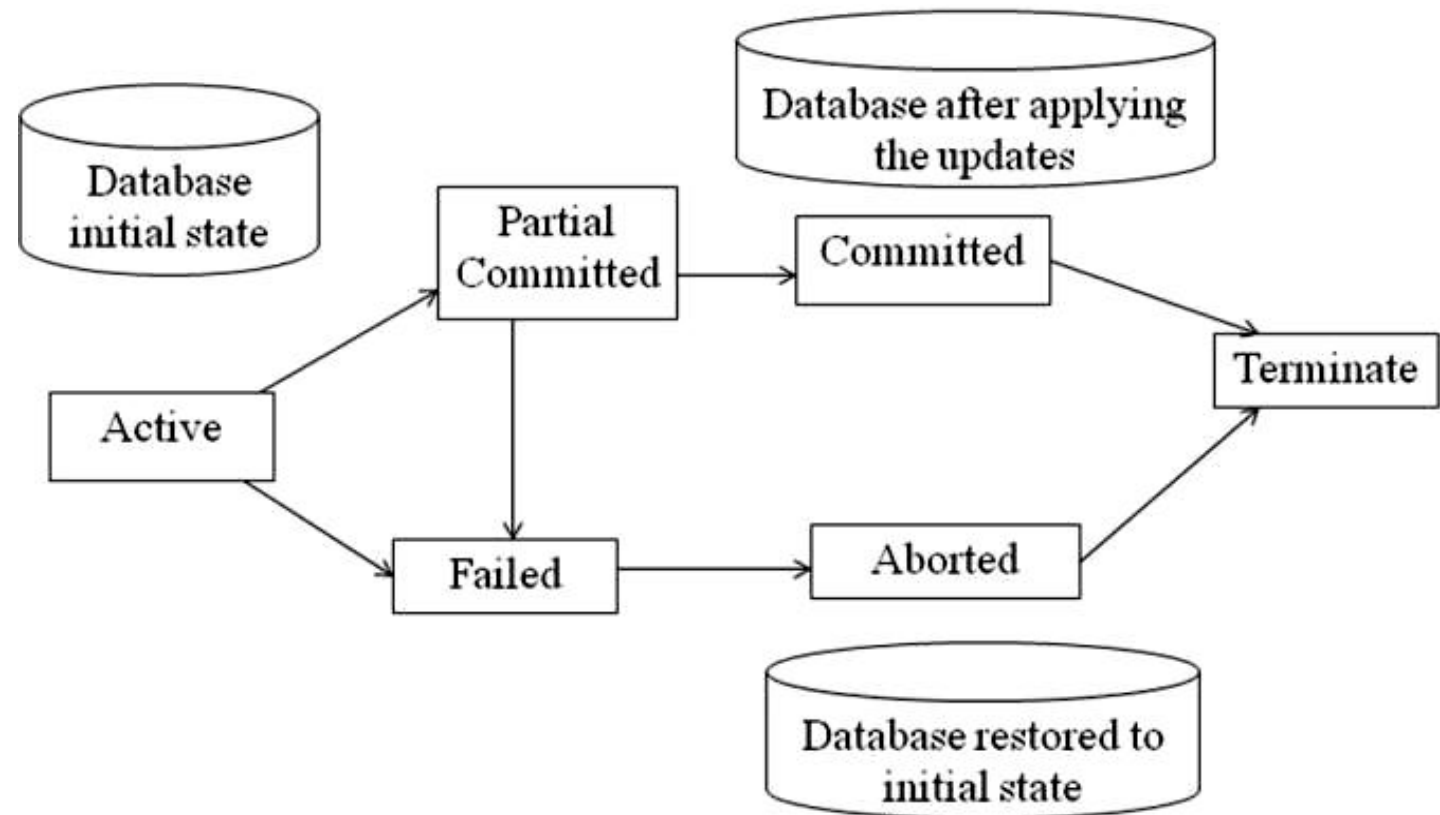 Database after applying
the updates
Database
initial state
Partial
Committed
Committed
Terminate
Active
Failed
Aborted
Database restored to
initial state